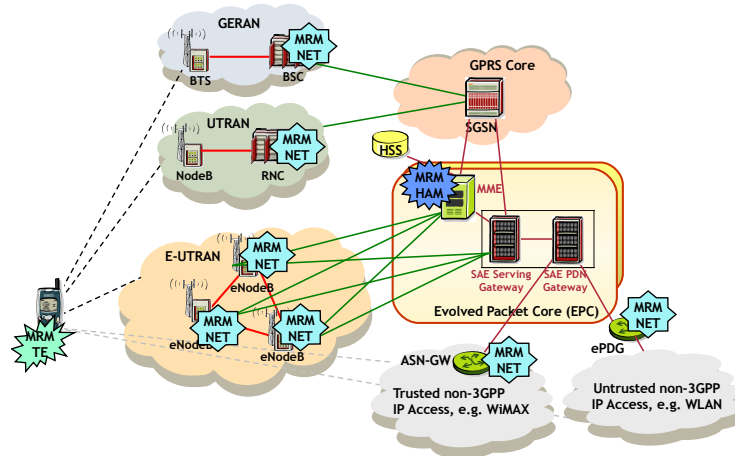 GERAN
MRM
NET
BTS
BSC
GPRS Core
SGSN
UTRAN
MRM
NET
NodeB
RNC
HSS
MRM
HAM
MME
E-UTRAN
MRM
NET
eNodeB
MRM
NET
eNodeB
MRM
NET
eNodeB
SAE Serving
Gateway
SAE PDN
Gateway
Evolved Packet Core (EPC)
MRM
TE
MRM
NET
ePDG
ASN-GW
MRM
NET
Trusted non-3GPP
IP Access, e.g. WiMAX
Untrusted non-3GPP
IP Access, e.g. WLAN